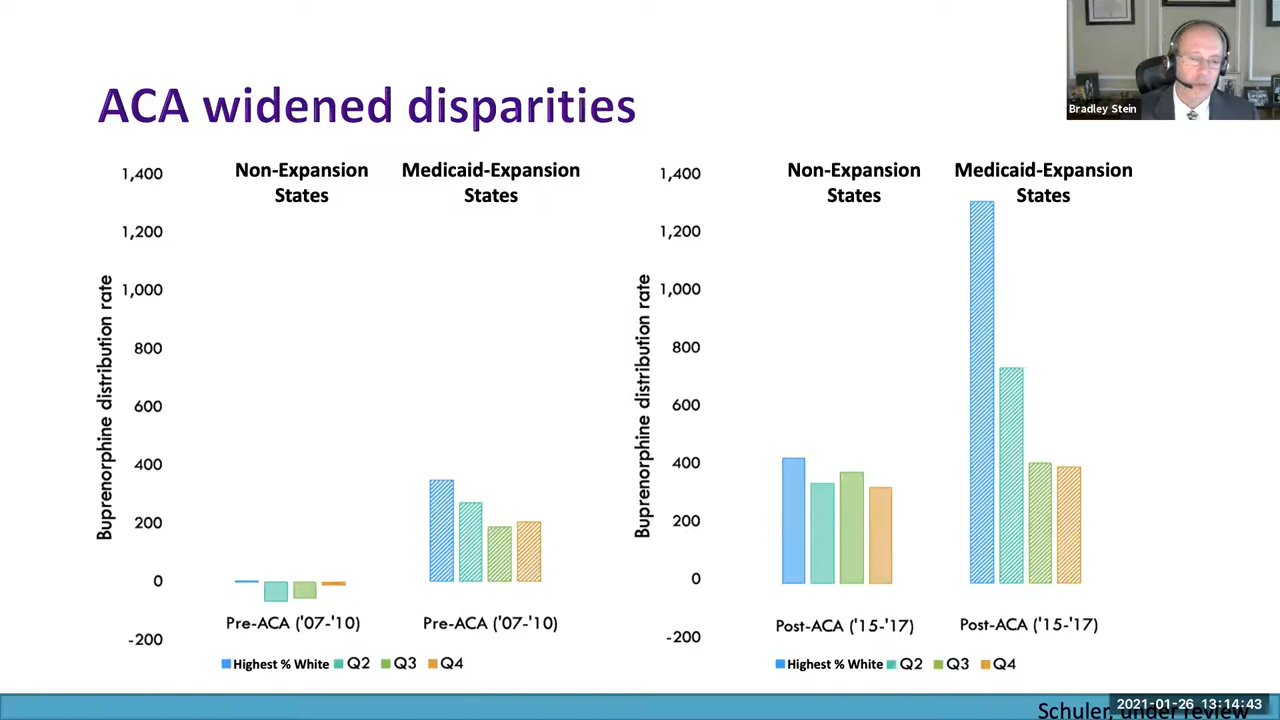 Bradley Stein
ACA widened disparities
Non-Expansion
States
Medicaid-Expansion
States
1,400
1,200
1,000
800
600
400
200
0
-200
Buprenorphine distribution rate
Pre-ACA ('07-'10)
Pre-ACA ('07-'10)
Highest % White Q2 Q3 Q4
Non-Expansion
States
Medicaid-Expansion
States
1,400
1,200
1,000
800
600
400
200
0
-200
Buprenorphine distribution rate
Post-ACA ('15-'17)
Post-ACA ('15-'17)
Highest % White Q2 Q3 Q4
Schuler, under review
2021-01-26 13:14:43